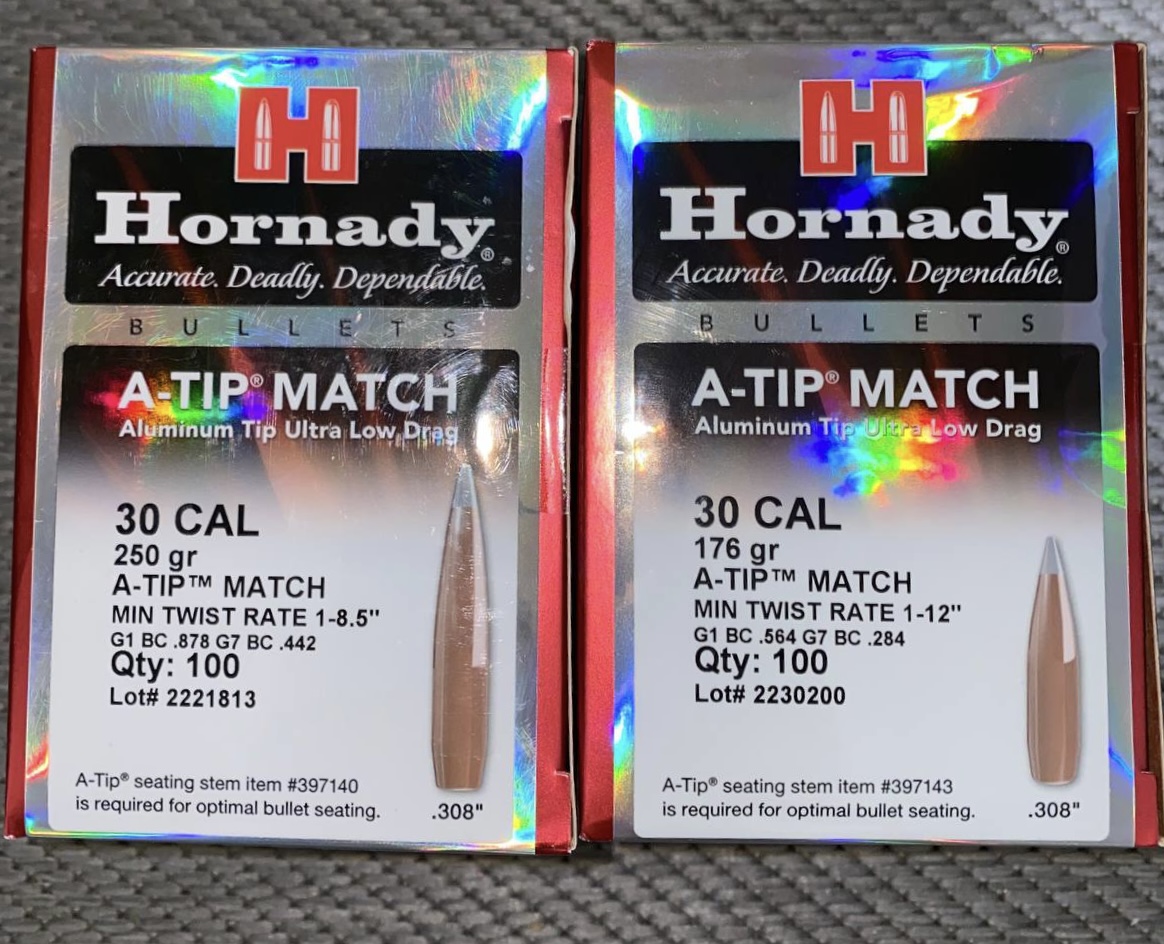 Hornady®
Accurate. Deadly. Dependable.
BULLETS
A-TIP® MATCH
Aluminum Tip Ultra Low Drag
30 CAL
250 gr
A-TIP™ MATCH
MIN TWIST RATE 1-8.5"
G1 BC .878 G7 BC .442
Qty: 100
Lot# 2221813
A-Tip® seating stem item #397140
is required for optimal bullet seating.
.308"
Hornady®
Accurate. Deadly. Dependable.
BULLETS
A-TIP® MATCH
Aluminum Tip Ultra Low Drag
30 CAL
176 gr
A-TIP™ MATCH
MIN TWIST RATE 1-12"
G1 BC .564 G7 BC .284
Qty: 100
Lot# 2230200
A-Tip® seating stem item #397143
is required for optimal bullet seating.
.308"